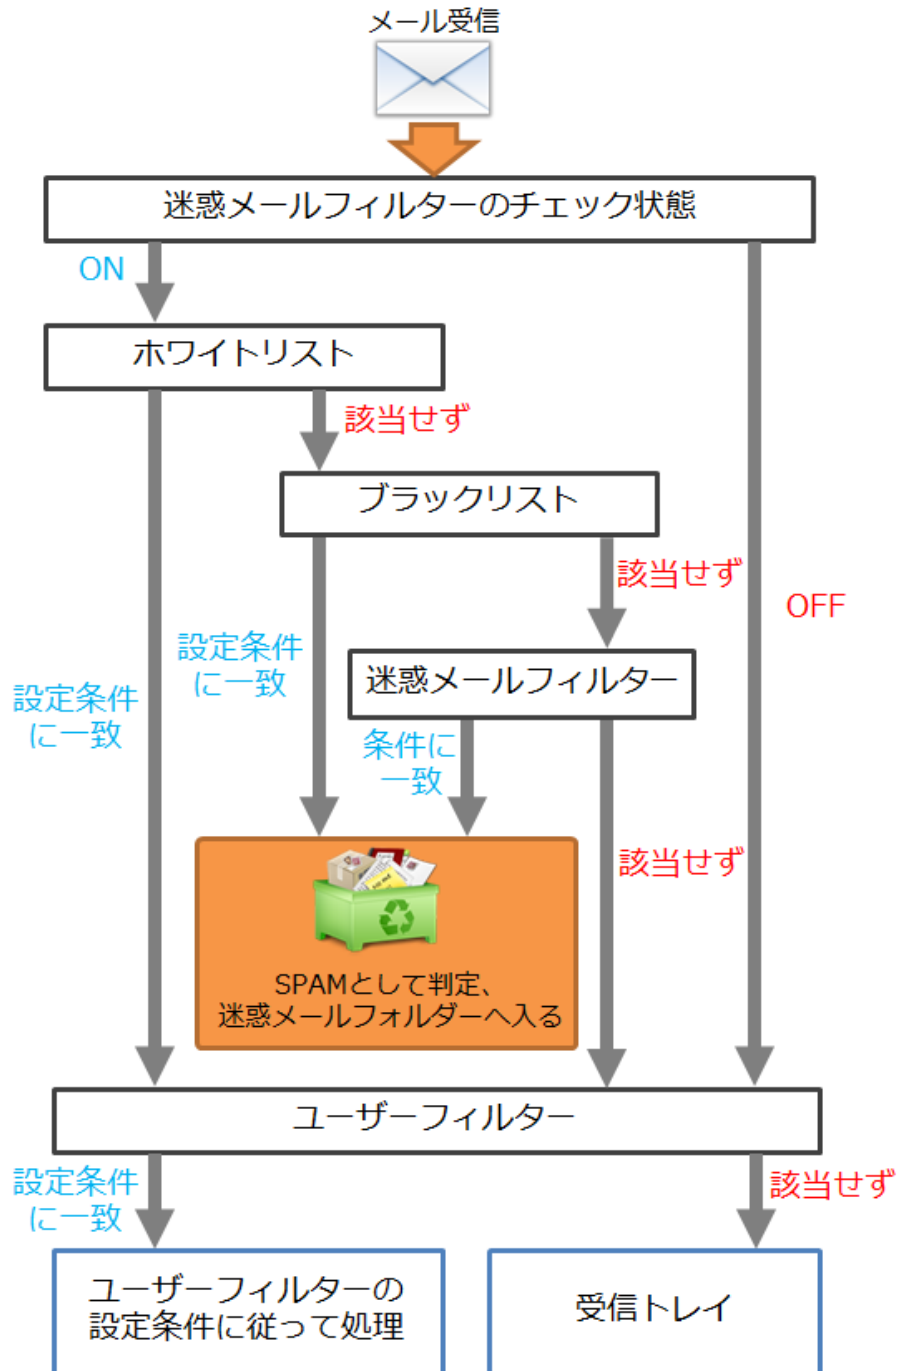 メール受信
迷惑メールフィルターのチェック状態
ON
ホワイトリスト
該当せず
ブラックリスト
該当せず
OFF
設定条件
に一致
迷惑メールフィルター
設定条件
に一致
条件に
一致
該当せず
SPAMとして判定、
迷惑メールフォルダーへ入る
ユーザーフィルター
設定条件
に一致
該当せず
ユーザーフィルターの
設定条件に従って処理
受信トレイ